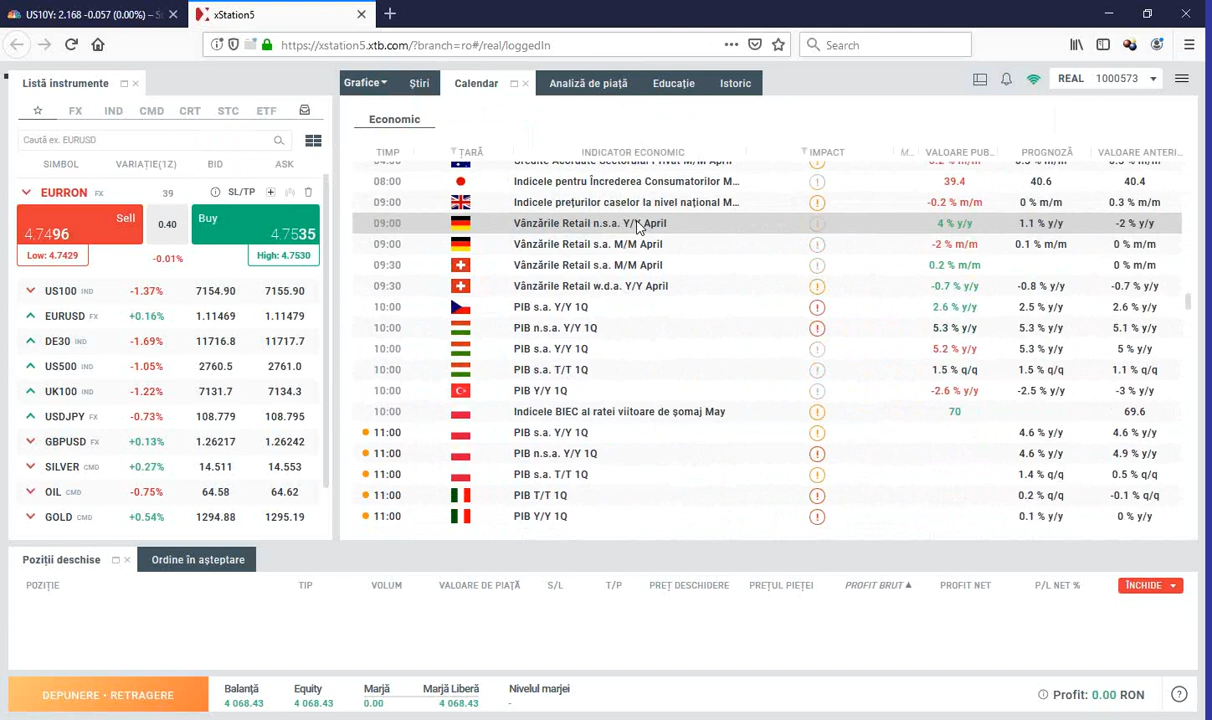 US10Y: 2.168 -0.057 (0.00%) – S
xStation5
https://xstation5.xtb.com/?branch=ro#/real/loggedIn
Search
Listă instrumente
Grafice Știri Calendar Analiză de piață Educație Istoric
REAL 1000573
FX IND CMD CRT STC ETF
Caută ex. EURUSD
SIMBOL VARIAȚIE(1Z) BID ASK
EURRON FX 39 SL/TP
Sell 4.7496
0.40
Buy 4.7535
Low: 4.7429 -0.01% High: 4.7530
US100 IND -1.37% 7154.90 7155.90
EURUSD FX +0.16% 1.11469 1.11479
DE30 IND -1.69% 11716.8 11717.7
US500 IND -1.05% 2760.5 2761.0
UK100 IND -1.22% 7131.7 7134.3
USDJPY FX -0.73% 108.779 108.795
GBPUSD FX +0.13% 1.26217 1.26242
SILVER CMD +0.27% 14.511 14.553
OIL CMD -0.75% 64.58 64.62
GOLD CMD +0.54% 1294.88 1295.19
Economic
TIMP ȚARĂ INDICATOR ECONOMIC IMPACT M... VALOARE PUB... PROGNOZĂ VALOARE ANTERI...
08:00 Indicele pentru Încrederea Consumatorilor M... 39.4 40.6 40.4
09:00 Indicele prețurilor caselor la nivel național M... -0.2 % m/m 0 % m/m 0.3 % m/m
09:00 Vânzările Retail n.s.a. Y/Y April 4 % y/y 1.1 % y/y -2 % y/y
09:00 Vânzările Retail s.a. M/M April -2 % m/m 0.1 % m/m 0 % m/m
09:30 Vânzările Retail s.a. M/M April 0.2 % m/m 0 % m/m
09:30 Vânzările Retail w.d.a. Y/Y April -0.7 % y/y -0.8 % y/y -0.7 % y/y
10:00 PIB s.a. Y/Y 1Q 2.6 % y/y 2.5 % y/y 2.6 % y/y
10:00 PIB n.s.a. Y/Y 1Q 5.3 % y/y 5.3 % y/y 5.1 % y/y
10:00 PIB s.a. Y/Y 1Q 5.2 % y/y 5.3 % y/y 5 % y/y
10:00 PIB s.a. T/T 1Q 1.5 % q/q 1.5 % q/q 1.1 % q/q
10:00 PIB Y/Y 1Q -2.6 % y/y -2.5 % y/y -3 % y/y
10:00 Indicele BIEC al ratei viitoare de șomaj May 70 69.6
11:00 PIB s.a. Y/Y 1Q 4.6 % y/y 4.6 % y/y
11:00 PIB n.s.a. Y/Y 1Q 4.6 % y/y 4.9 % y/y
11:00 PIB s.a. T/T 1Q 1.4 % q/q 0.5 % q/q
11:00 PIB T/T 1Q 0.2 % q/q -0.1 % q/q
11:00 PIB Y/Y 1Q 0.1 % y/y 0 % y/y
Poziții deschise Ordine în așteptare
POZIȚIE TIP VOLUM VALOARE DE PIAȚĂ S/L T/P PREȚ DESCHIDERE PREȚUL PIEȚEI PROFIT BRUT PROFIT NET P/L NET % ÎNCHIDE
DEPUNERE • RETRAGERE
Balanță Equity Marjă Marjă Liberă Nivelul marjei
4 068.43 4 068.43 0.00 4 068.43 -
Profit: 0.00 RON